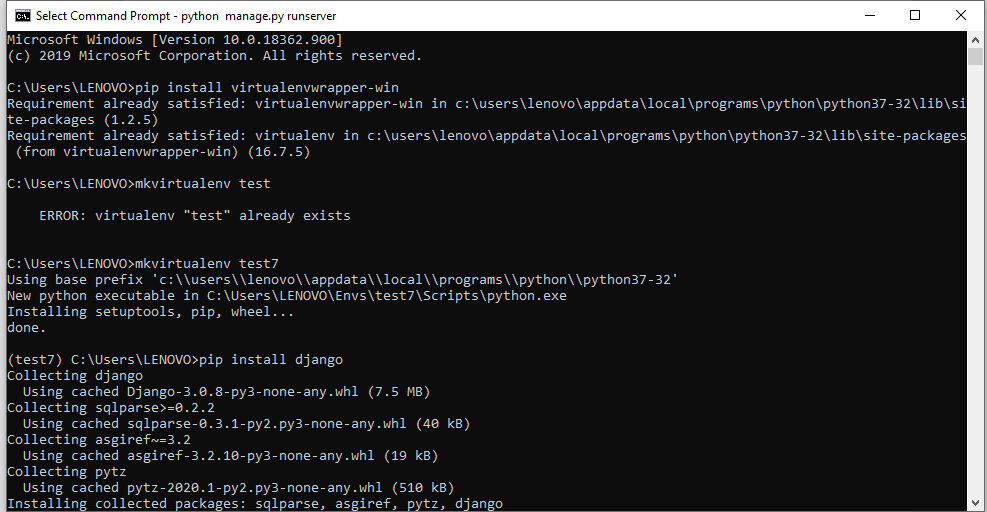 Select Command Prompt - python  manage.py runserver
Microsoft Windows [Version 10.0.18362.900]
(c) 2019 Microsoft Corporation. All rights reserved.
C:\Users\LENOVO>pip install virtualenvwrapper-win
Requirement already satisfied: virtualenvwrapper-win in c:\users\lenovo\appdata\local\programs\python\python37-32\lib\si
te-packages (1.2.5)
Requirement already satisfied: virtualenv in c:\users\lenovo\appdata\local\programs\python\python37-32\lib\site-packages
 (from virtualenvwrapper-win) (16.7.5)
C:\Users\LENOVO>mkvirtualenv test
    ERROR: virtualenv "test" already exists
C:\Users\LENOVO>mkvirtualenv test7
Using base prefix 'c:\\users\\lenovo\\appdata\\local\\programs\\python\\python37-32'
New python executable in C:\Users\LENOVO\Envs\test7\Scripts\python.exe
Installing setuptools, pip, wheel...
done.
(test7) C:\Users\LENOVO>pip install django
Collecting django
  Using cached Django-3.0.8-py3-none-any.whl (7.5 MB)
Collecting sqlparse>=0.2.2
  Using cached sqlparse-0.3.1-py2.py3-none-any.whl (40 kB)
Collecting asgiref~=3.2
  Using cached asgiref-3.2.10-py3-none-any.whl (19 kB)
Collecting pytz
  Using cached pytz-2020.1-py2.py3-none-any.whl (510 kB)
Installing collected packages: sqlparse, asgiref, pytz, django